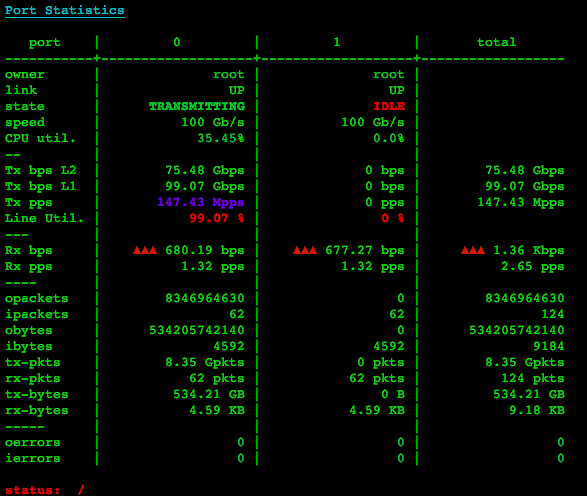 Port Statistics
port | 0 | 1 | total
-----------+-------------------+-------------------+------------------
owner | root | root |
link | UP | UP |
state | TRANSMITTING | IDLE |
speed | 100 Gb/s | 100 Gb/s |
CPU util. | 35.45% | 0.0% |
-- | | |
Tx bps L2 | 75.48 Gbps | 0 bps | 75.48 Gbps
Tx bps L1 | 99.07 Gbps | 0 bps | 99.07 Gbps
Tx pps | 147.43 Mpps | 0 pps | 147.43 Mpps
Line Util. | 99.07 % | 0 % |
--- | | |
Rx bps | ▲▲▲ 680.19 bps | ▲▲▲ 677.27 bps | ▲▲▲ 1.36 Kbps
Rx pps | 1.32 pps | 1.32 pps | 2.65 pps
---- | | |
opackets | 8346964630 | 0 | 8346964630
ipackets | 62 | 62 | 124
obytes | 534205742140 | 0 | 534205742140
ibytes | 4592 | 4592 | 9184
tx-pkts | 8.35 Gpkts | 0 pkts | 8.35 Gpkts
rx-pkts | 62 pkts | 62 pkts | 124 pkts
tx-bytes | 534.21 GB | 0 B | 534.21 GB
rx-bytes | 4.59 KB | 4.59 KB | 9.18 KB
----- | | |
oerrors | 0 | 0 | 0
ierrors | 0 | 0 | 0
status: /